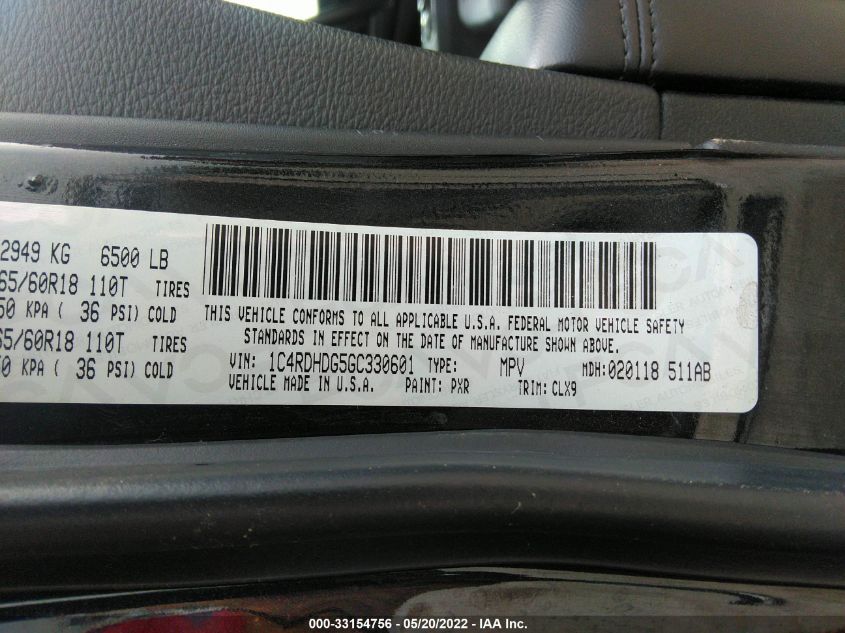 2949 KG 6500 LB
65/60R18 110T TIRES
50 KPA ( 36 PSI) COLD
65/60R18 110T TIRES
50 KPA ( 36 PSI) COLD
THIS VEHICLE CONFORMS TO ALL APPLICABLE U.S.A. FEDERAL MOTOR VEHICLE SAFETY
STANDARDS IN EFFECT ON THE DATE OF MANUFACTURE SHOWN ABOVE.
VIN: 1C4RDHDG5GC330601 TYPE: MPV MDH:020118 511AB
VEHICLE MADE IN U.S.A. PAINT: PXR TRIM: CLX9
000-33154756 - 05/20/2022 - IAA Inc.